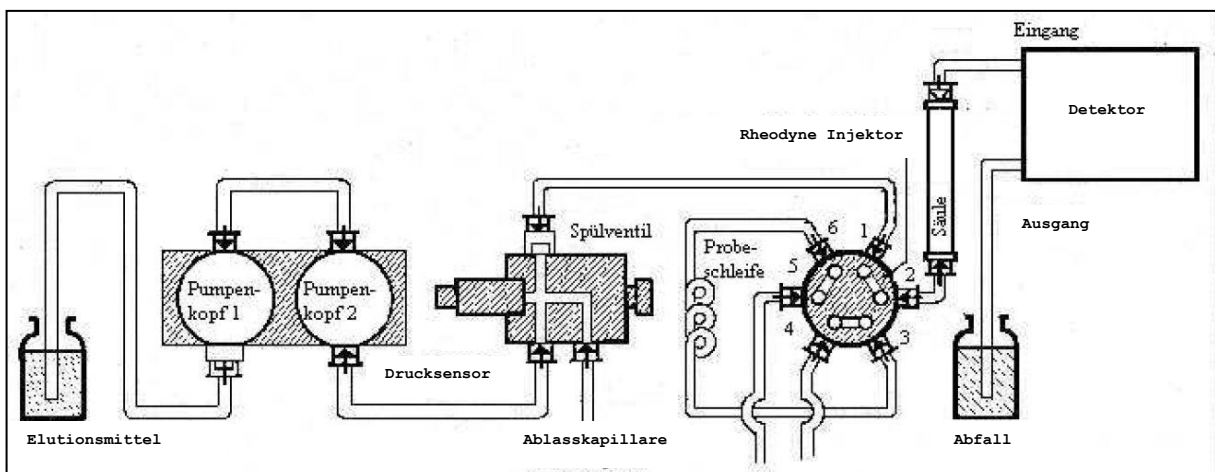 Eingang
Detektor
Rheodyne Injektor
Säule
Ausgang
Spülventil
Probe-
schleife
6
1
5
2
4
3
Pumpen-
kopf 1
Pumpen-
kopf 2
Drucksensor
Elutionsmittel
Ablasskapillare
Abfall